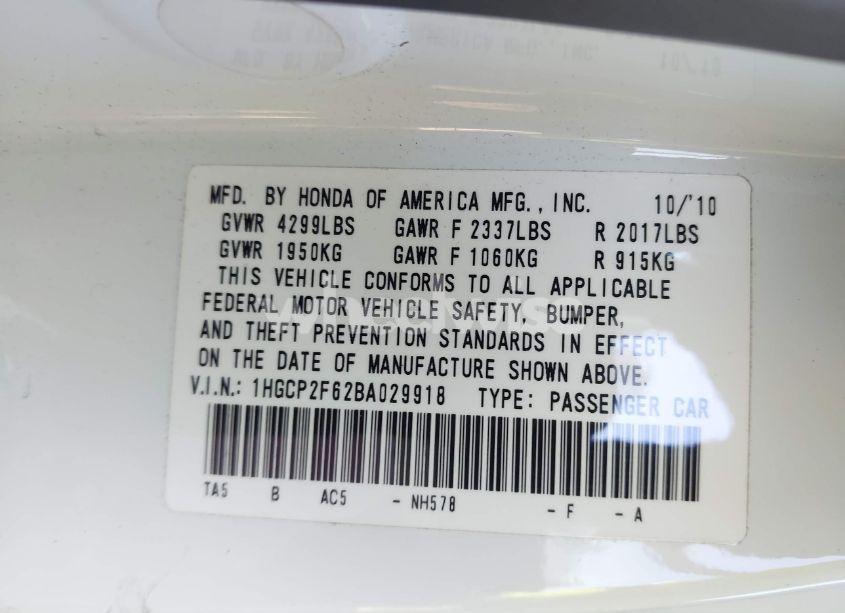 MFD. BY HONDA OF AMERICA MFG., INC. 10/'10
GVWR 4299LBS GAWR F 2337LBS R 2017LBS
GVWR 1950KG GAWR F 1060KG R 915KG
THIS VEHICLE CONFORMS TO ALL APPLICABLE
FEDERAL MOTOR VEHICLE SAFETY, BUMPER,
AND THEFT PREVENTION STANDARDS IN EFFECT
ON THE DATE OF MANUFACTURE SHOWN ABOVE.
V.I.N.: 1HGCP2F62BA029918 TYPE: PASSENGER CAR
TA5 B AC5 - NH578 - F - A